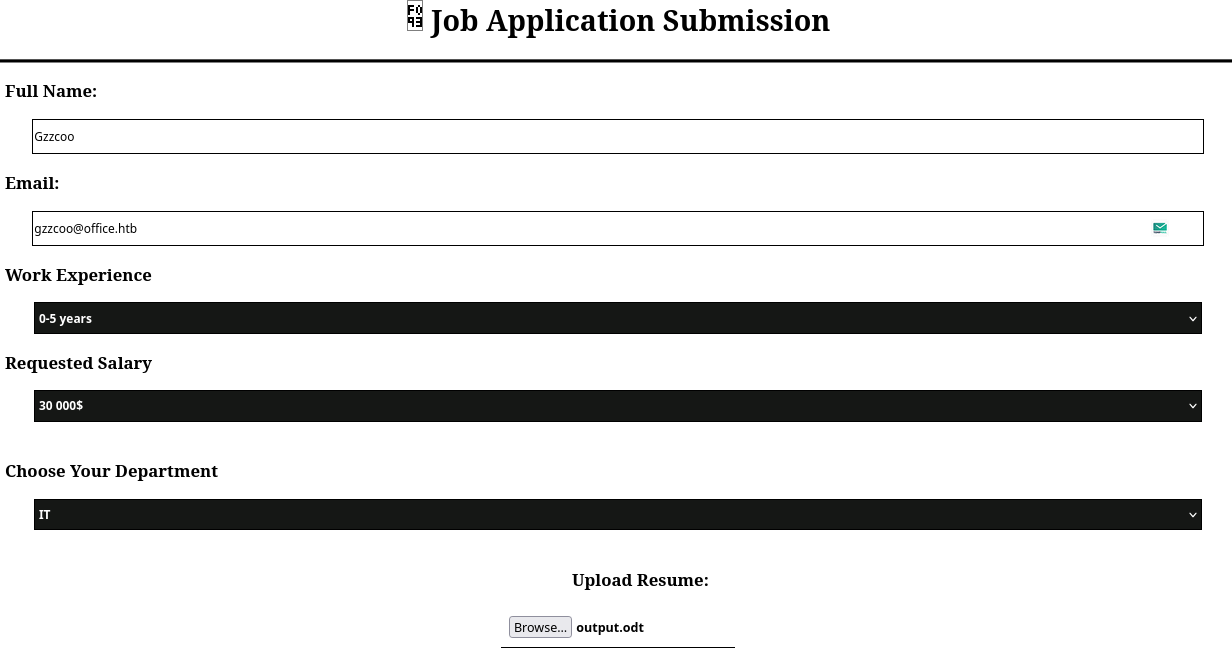 Job Application Submission
Full Name:
Gzzcoo
Email:
gzzcoo@office.htb
Work Experience
0-5 years
Requested Salary
30 000$
Choose Your Department
IT
Upload Resume:
Browse... output.odt